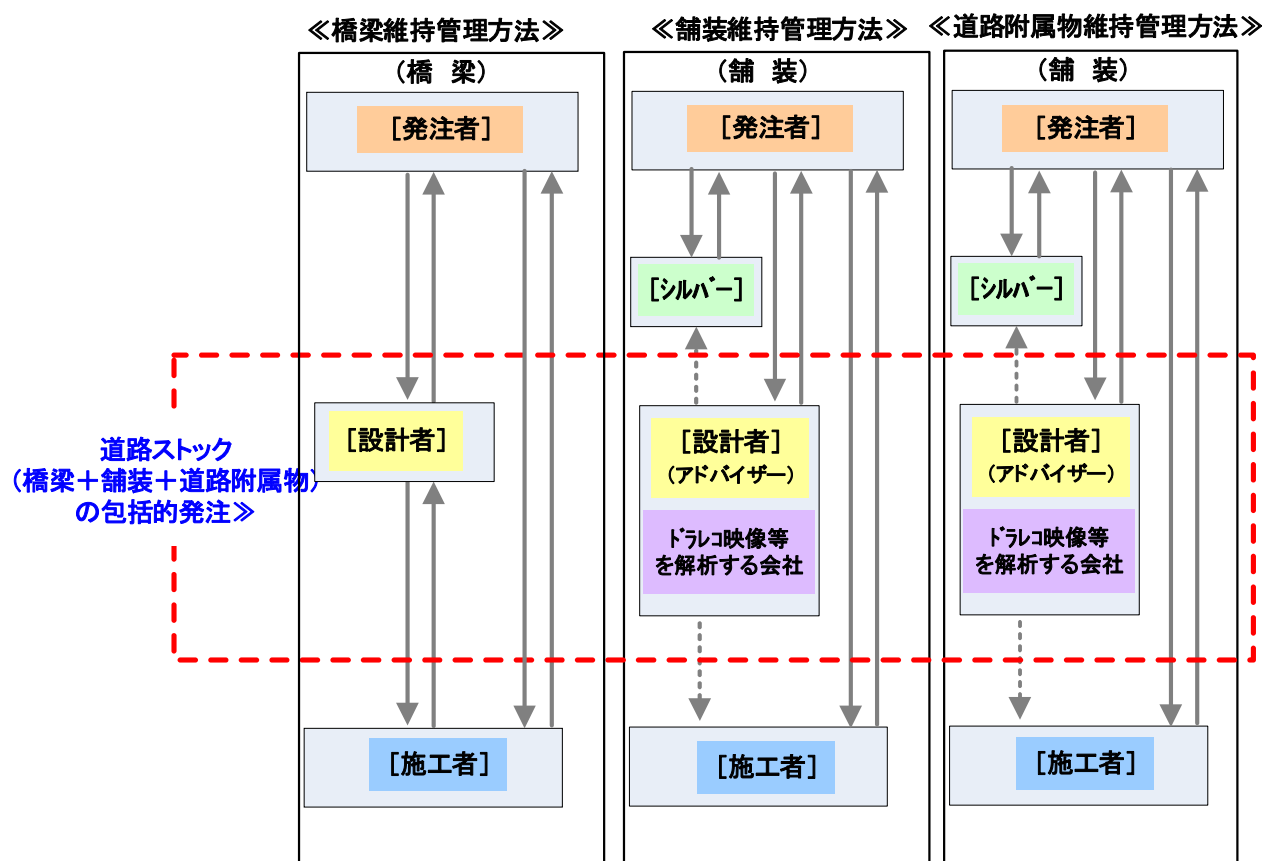 ≪橋梁維持管理方法≫
(橋 梁)
[発注者]
[設計者]
[施工者]
≪舗装維持管理方法≫
(舗 装)
[発注者]
[シルバー]
[設計者]
(アドバイザー)
ドラレコ映像等
を解析する会社
[施工者]
≪道路附属物維持管理方法≫
(舗 装)
[発注者]
[シルバー]
[設計者]
(アドバイザー)
ドラレコ映像等
を解析する会社
[施工者]
道路ストック
(橋梁+舗装+道路附属物)
の包括的発注≫